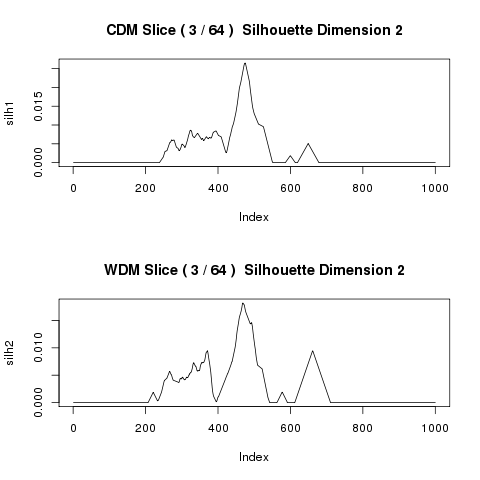 CDM Slice ( 3 / 64 )  Silhouette Dimension 2
silh1
0.015
0.000
0 200 400 600 800 1000
Index
WDM Slice ( 3 / 64 )  Silhouette Dimension 2
silh2
0.010
0.000
0 200 400 600 800 1000
Index